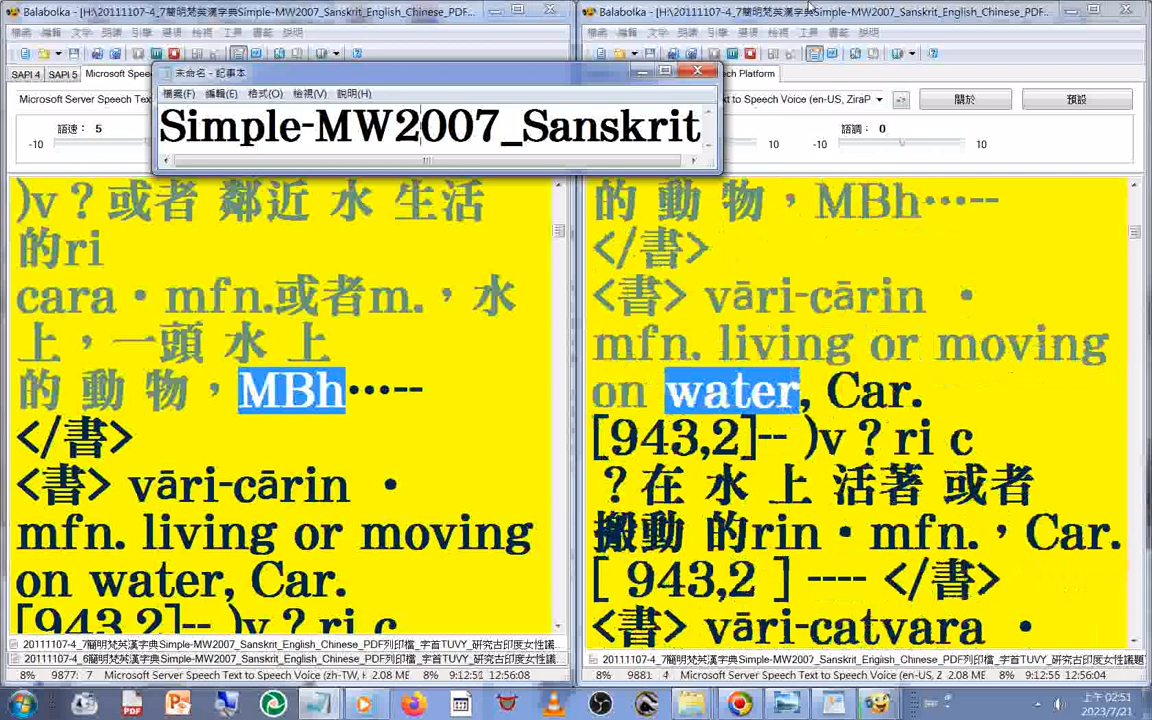 Balabolka - [H:\20111107-4_7簡明梵英漢字典Simple-MW2007_Sanskrit_English_Chinese_PDF...
Balabolka - [H:\20111107-4_7簡明梵英漢字典Simple-MW2007_Sanskrit_English_Chinese_PDF...
SAPI 4 SAPI 5 Microsoft Spee
ch Platform
未命名 - 記事本
檔案(F) 編輯(E) 格式(O) 檢視(V) 說明(H)
Simple-MW2007_Sanskrit
Microsoft Server Speech Text
to Speech Voice (en-US, ZiraP
關於
預設
語速： 5
語調： 0
-10
10
-10
10
)v ? 或者 鄰近 水 生活
的ri
cara • mfn.或者m.，水
上，一頭 水 上
的 動 物，MBh…--
</書>
<書> vāri-cārin •
mfn. living or moving
on water, Car.
[943,2]-- )v ? ri c
的 動 物，MBh…--
</書>
<書> vāri-cārin •
mfn. living or moving
on water, Car.
[943,2]-- )v ? ri c
? 在 水 上 活著 或者
搬動 的rin • mfn.，Car.
[ 943,2 ] ---- </書>
<書> vāri-catvara •
20111107-4_7簡明梵英漢字典Simple-MW2007_Sanskrit_English_Chinese_PDF列印檔_字首TUVY_研究古印度女性議...
20111107-4_6簡明梵英漢字典Simple-MW2007_Sanskrit_English_Chinese_PDF列印檔_字首TUVY_研究古印度女性議...
20111107-4_7簡明梵英漢字典Simple-MW2007_Sanskrit_English_Chinese_PDF列印檔_字首TUVY_研究古印度女性議題
8% 9877: 7 Microsoft Server Speech Text to Speech Voice (zh-TW, H 2.08 MB 8% 9:12:55 12:56:08
8% 9881: 4 Microsoft Server Speech Text to Speech Voice (en-US, Z 2.08 MB 8% 9:12:55 12:56:04
上午 02:51
2023/7/21